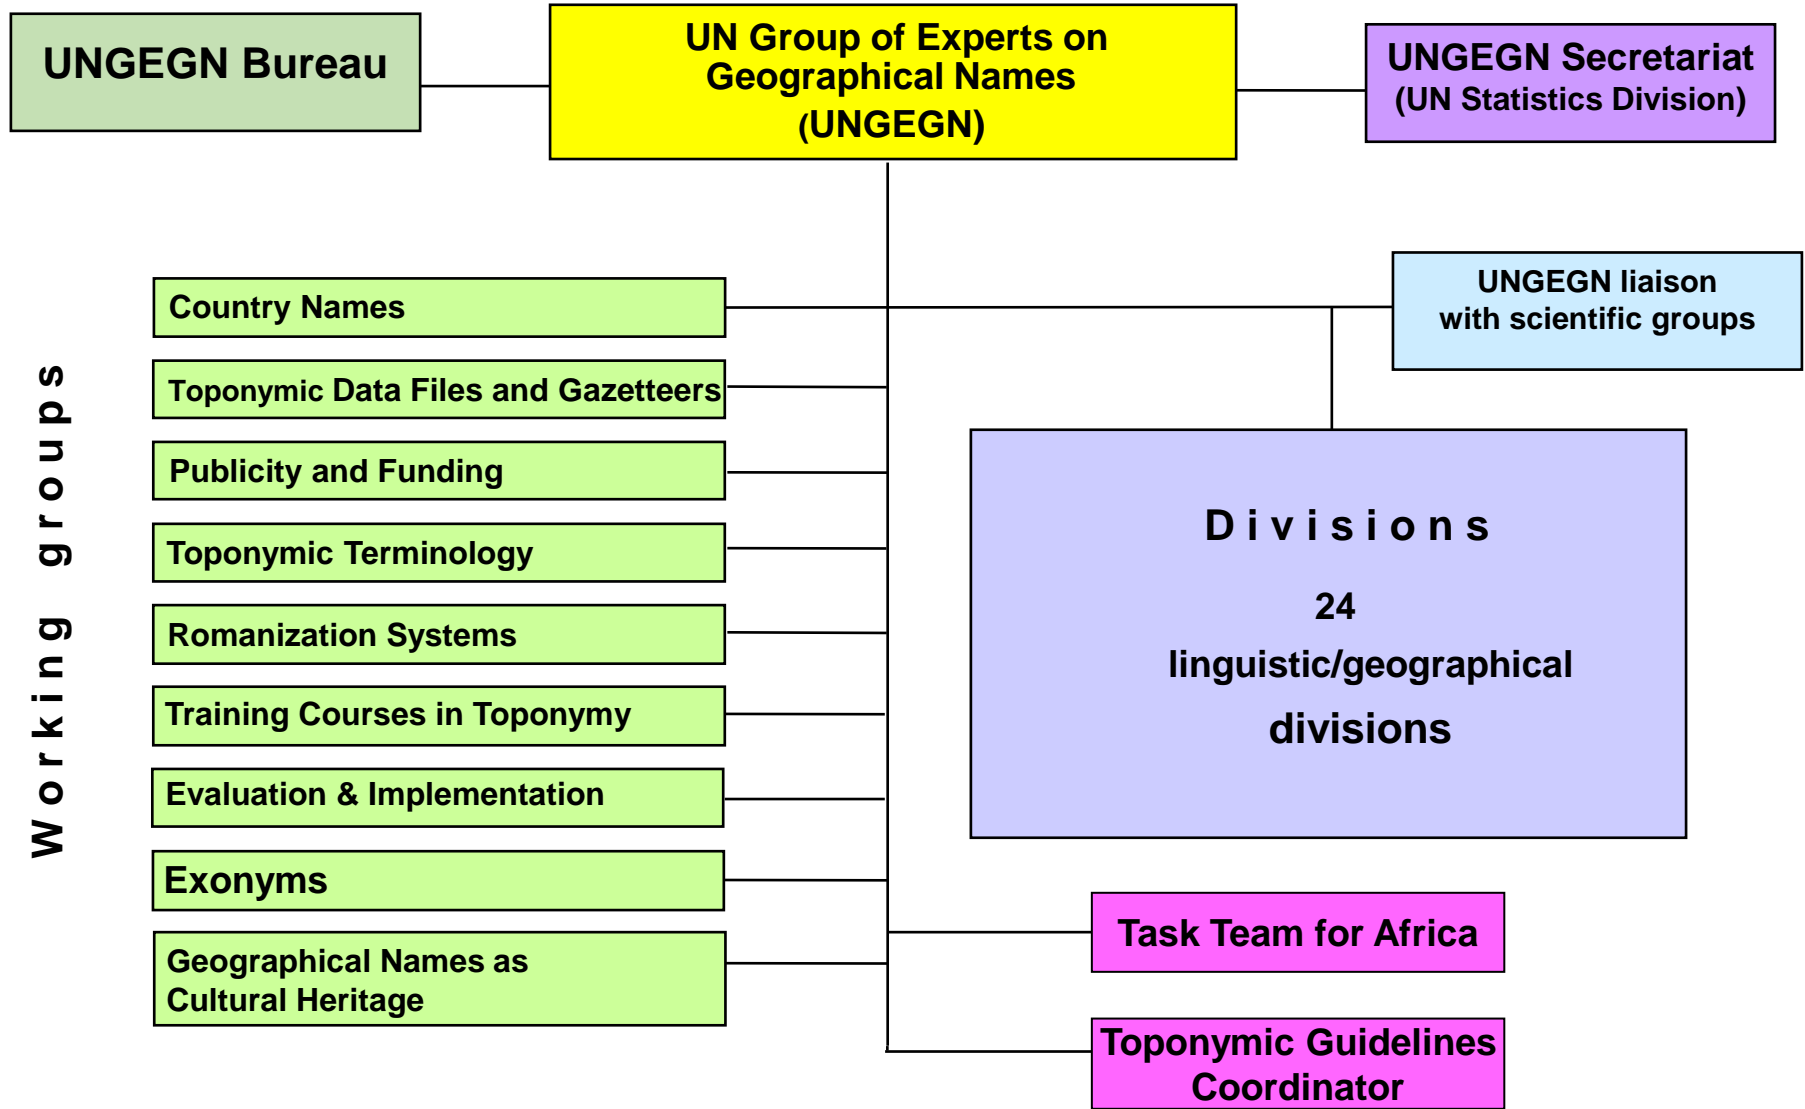 UNGEGN Bureau
UN Group of Experts on
Geographical Names
(UNGEGN)
UNGEGN Secretariat
(UN Statistics Division)
Working groups
Country Names
Toponymic Data Files and Gazetteers
Publicity and Funding
Toponymic Terminology
Romanization Systems
Training Courses in Toponymy
Evaluation & Implementation
Exonyms
Geographical Names as
Cultural Heritage
UNGEGN liaison
with scientific groups
Divisions
24
linguistic/geographical
divisions
Task Team for Africa
Toponymic Guidelines
Coordinator